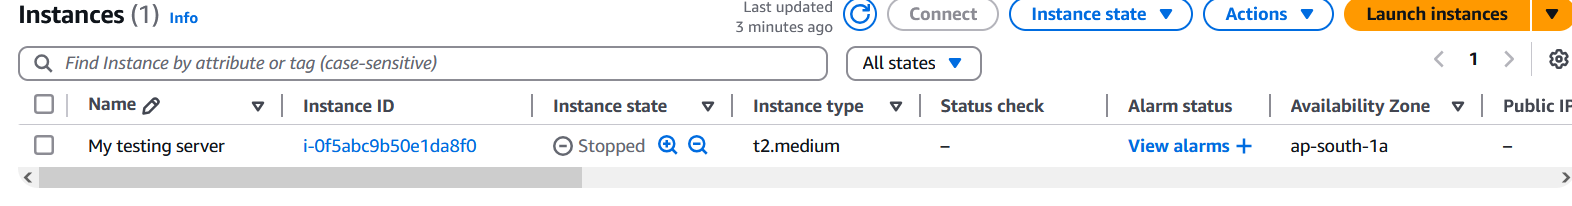 Instances (1) Info
Last updated
3 minutes ago
Connect
Instance state
Actions
Launch instances
Find Instance by attribute or tag (case-sensitive)
All states
1
Name Instance ID Instance state Instance type Status check Alarm status Availability Zone Public IP
My testing server i-0f5abc9b50e1da8f0 Stopped t2.medium – View alarms + ap-south-1a –